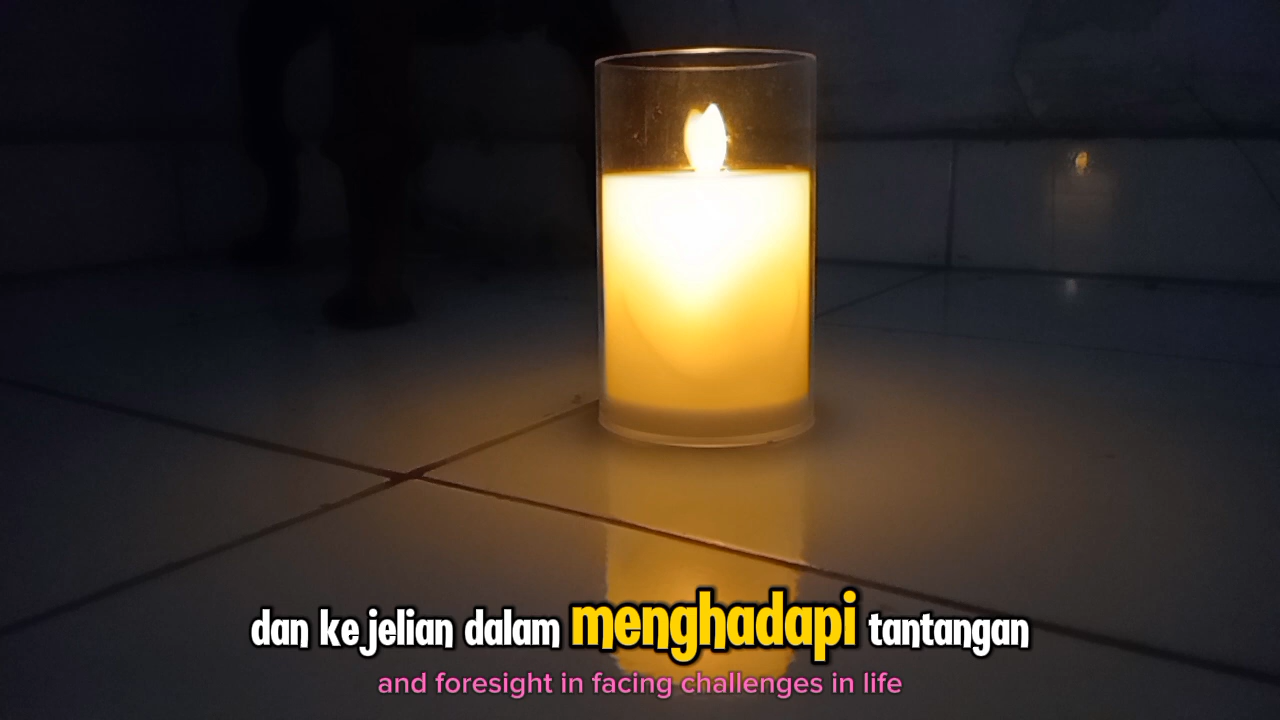 dan kejelian dalam menghadapi tantangan
and foresight in facing challenges in life